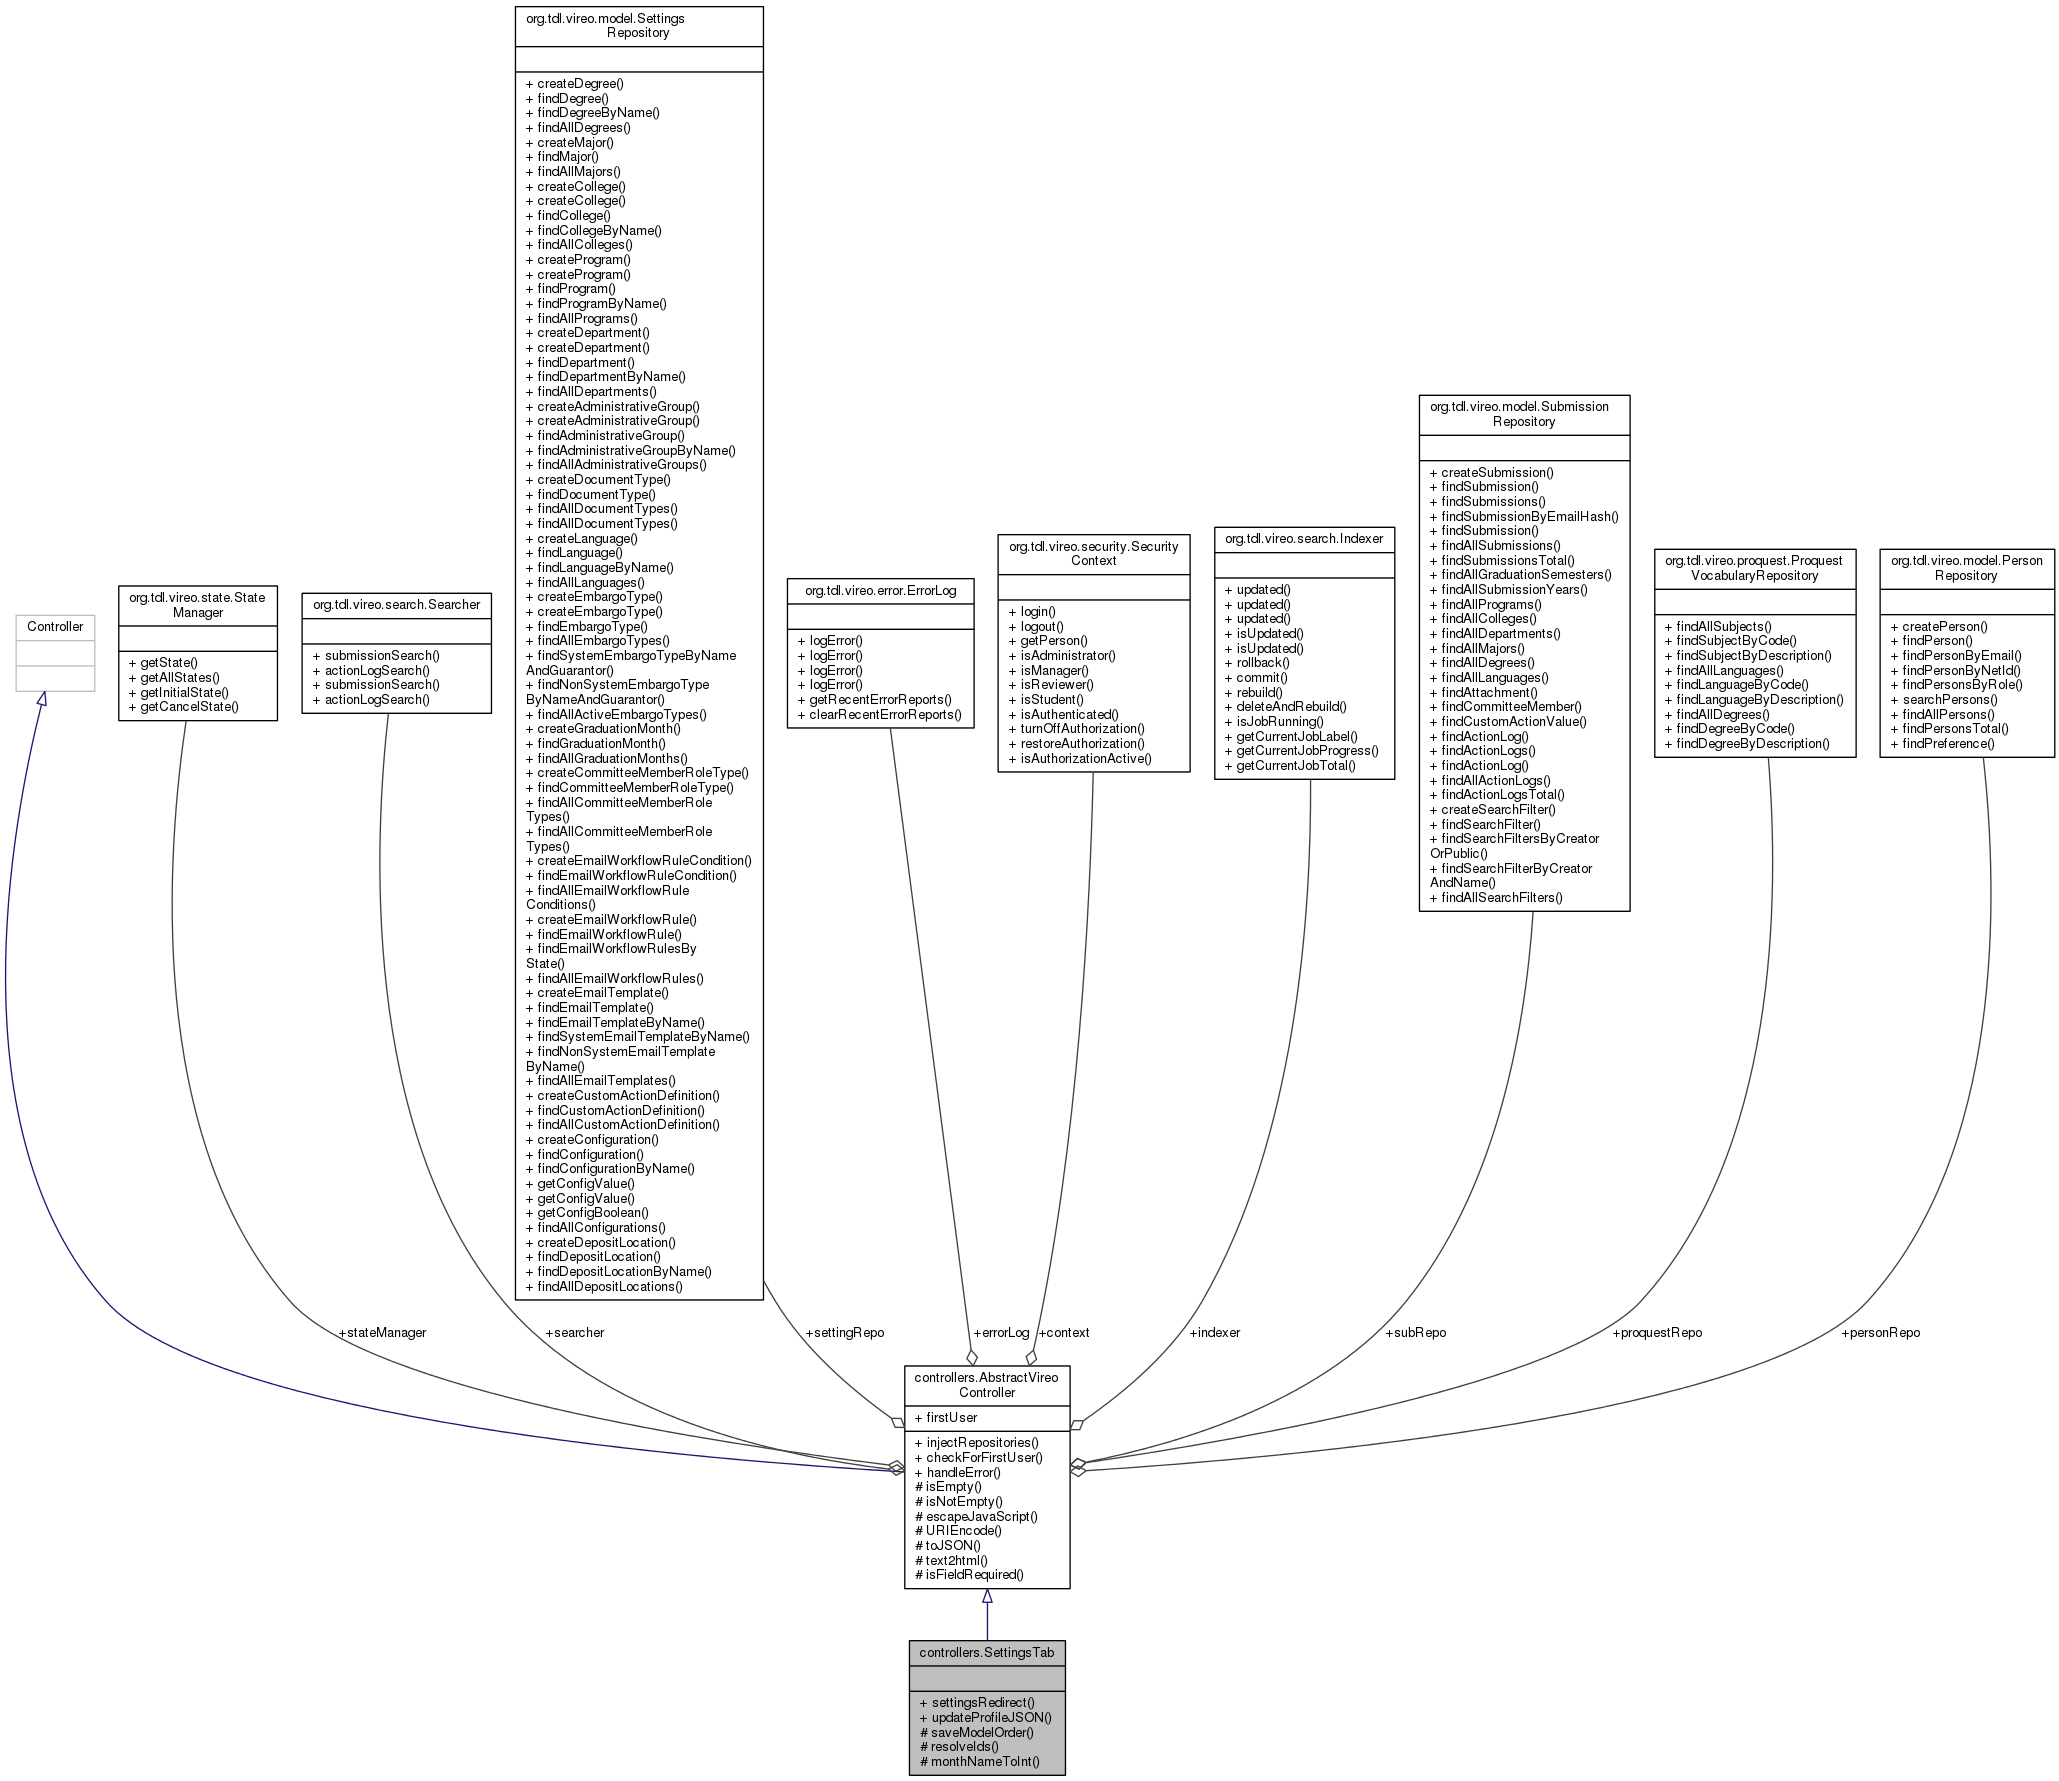 org.tdl.vireo.model.Settings
Repository
+ createDegree()
+ findDegree()
+ findDegreeByName()
+ findAllDegrees()
+ createMajor()
+ findMajor()
+ findAllMajors()
+ createCollege()
+ createCollege()
+ findCollege()
+ findCollegeByName()
+ findAllColleges()
+ createProgram()
+ createProgram()
+ findProgram()
+ findProgramByName()
+ findAllPrograms()
+ createDepartment()
+ createDepartment()
+ findDepartment()
+ findDepartmentByName()
+ findAllDepartments()
+ createAdministrativeGroup()
+ createAdministrativeGroup()
+ findAdministrativeGroup()
+ findAdministrativeGroupByName()
+ findAllAdministrativeGroups()
+ createDocumentType()
+ findDocumentType()
+ findAllDocumentTypes()
+ findAllDocumentTypes()
+ createLanguage()
+ findLanguage()
+ findLanguageByName()
+ findAllLanguages()
+ createEmbargoType()
+ createEmbargoType()
+ findEmbargoType()
+ findAllEmbargoTypes()
+ findSystemEmbargoTypeByName
AndGuarantor()
+ findNonSystemEmbargoType
ByNameAndGuarantor()
+ findAllActiveEmbargoTypes()
+ createGraduationMonth()
+ findGraduationMonth()
+ findAllGraduationMonths()
+ createCommitteeMemberRoleType()
+ findCommitteeMemberRoleType()
+ findAllCommitteeMemberRole
Types()
+ findAllCommitteeMemberRole
Types()
+ createEmailWorkflowRuleCondition()
+ findEmailWorkflowRuleCondition()
+ findAllEmailWorkflowRule
Conditions()
+ createEmailWorkflowRule()
+ findEmailWorkflowRule()
+ findEmailWorkflowRulesBy
State()
+ findAllEmailWorkflowRules()
+ createEmailTemplate()
+ findEmailTemplate()
+ findEmailTemplateByName()
+ findSystemEmailTemplateByName()
+ findNonSystemEmailTemplate
ByName()
+ findAllEmailTemplates()
+ createCustomActionDefinition()
+ findCustomActionDefinition()
+ findAllCustomActionDefinition()
+ createConfiguration()
+ findConfiguration()
+ findConfigurationByName()
+ getConfigValue()
+ getConfigValue()
+ getConfigBoolean()
+ findAllConfigurations()
+ createDepositLocation()
+ findDepositLocation()
+ findDepositLocationByName()
+ findAllDepositLocations()
Controller
org.tdl.vireo.state.State
Manager
+ getState()
+ getAllStates()
+ getInitialState()
+ getCancelState()
org.tdl.vireo.search.Searcher
+ submissionSearch()
+ actionLogSearch()
+ submissionSearch()
+ actionLogSearch()
org.tdl.vireo.error.ErrorLog
+ logError()
+ logError()
+ logError()
+ logError()
+ getRecentErrorReports()
+ clearRecentErrorReports()
org.tdl.vireo.security.Security
Context
+ login()
+ logout()
+ getPerson()
+ isAdministrator()
+ isManager()
+ isReviewer()
+ isStudent()
+ isAuthenticated()
+ turnOffAuthorization()
+ restoreAuthorization()
+ isAuthorizationActive()
org.tdl.vireo.search.Indexer
+ updated()
+ updated()
+ updated()
+ isUpdated()
+ isUpdated()
+ rollback()
+ commit()
+ rebuild()
+ deleteAndRebuild()
+ isJobRunning()
+ getCurrentJobLabel()
+ getCurrentJobProgress()
+ getCurrentJobTotal()
org.tdl.vireo.model.Submission
Repository
+ createSubmission()
+ findSubmission()
+ findSubmissions()
+ findSubmissionByEmailHash()
+ findSubmission()
+ findAllSubmissions()
+ findSubmissionsTotal()
+ findAllGraduationSemesters()
+ findAllSubmissionYears()
+ findAllPrograms()
+ findAllColleges()
+ findAllDepartments()
+ findAllMajors()
+ findAllDegrees()
+ findAllLanguages()
+ findAttachment()
+ findCommitteeMember()
+ findCustomActionValue()
+ findActionLog()
+ findActionLogs()
+ findActionLog()
+ findAllActionLogs()
+ findActionLogsTotal()
+ createSearchFilter()
+ findSearchFilter()
+ findSearchFiltersByCreator
OrPublic()
+ findSearchFilterByCreator
AndName()
+ findAllSearchFilters()
org.tdl.vireo.proquest.Proquest
VocabularyRepository
+ findAllSubjects()
+ findSubjectByCode()
+ findSubjectByDescription()
+ findAllLanguages()
+ findLanguageByCode()
+ findLanguageByDescription()
+ findAllDegrees()
+ findDegreeByCode()
+ findDegreeByDescription()
org.tdl.vireo.model.Person
Repository
+ createPerson()
+ findPerson()
+ findPersonByEmail()
+ findPersonByNetId()
+ findPersonsByRole()
+ searchPersons()
+ findAllPersons()
+ findPersonsTotal()
+ findPreference()
+stateManager
+searcher
+settingRepo
+errorLog
+context
+indexer
+subRepo
+proquestRepo
+personRepo
controllers.AbstractVireo
Controller
+ firstUser
+ injectRepositories()
+ checkForFirstUser()
+ handleError()
# isEmpty()
# isNotEmpty()
# escapeJavaScript()
# URIEncode()
# toJSON()
# text2html()
# isFieldRequired()
controllers.SettingsTab
+ settingsRedirect()
+ updateProfileJSON()
# saveModelOrder()
# resolveIds()
# monthNameToInt()